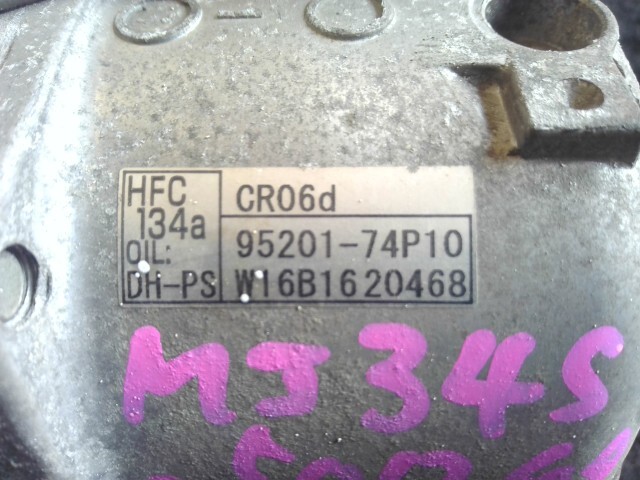 HFC 134a
OIL:
DH-PS
CR06d
95201-74P10
W16B1620468
MJ34S